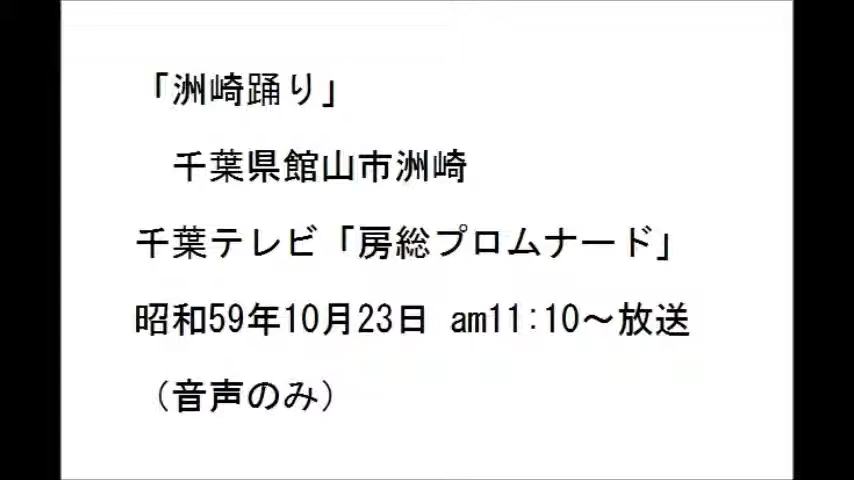 「洲崎踊り」
千葉県館山市洲崎
千葉テレビ「房総プロムナード」
昭和59年10月23日 am11:10～放送
（音声のみ）